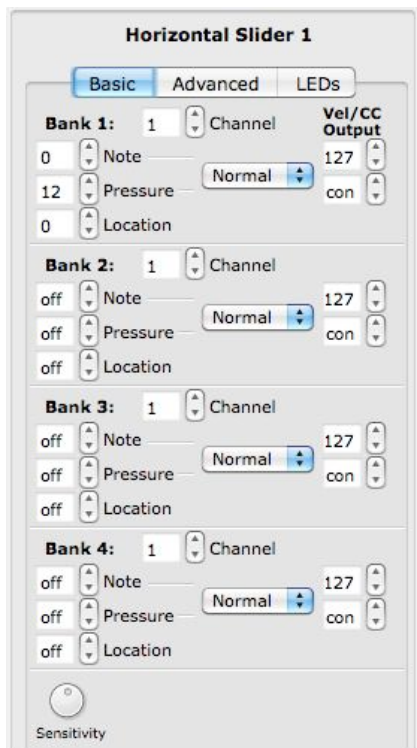 Horizontal Slider 1
Basic Advanced LEDs
Bank 1: 1 Channel Vel/CC Output
0 Note 127
Normal
12 Pressure con
0 Location
Bank 2: 1 Channel
off Note 127
Normal
off Pressure con
off Location
Bank 3: 1 Channel
off Note 127
Normal
off Pressure con
off Location
Bank 4: 1 Channel
off Note 127
Normal
off Pressure con
off Location
Sensitivity